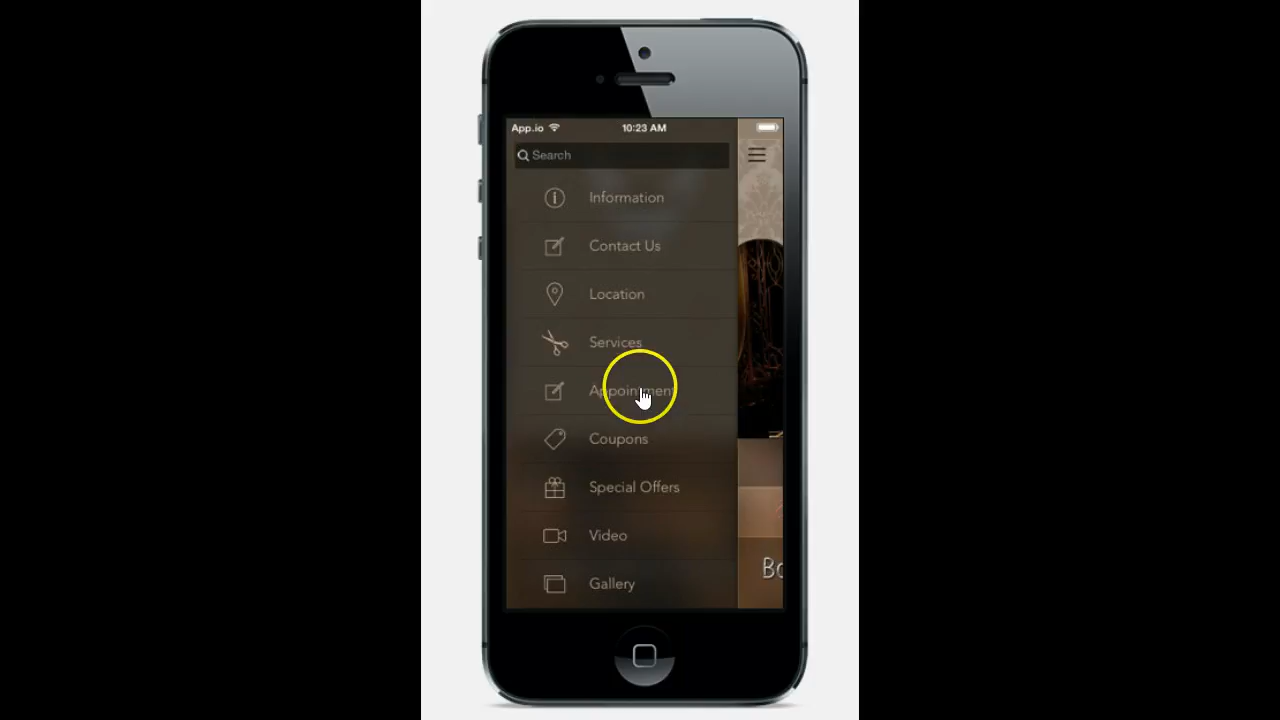 App.io 10:23 AM
Search
Information
Contact Us
Location
Services
Appointment
Coupons
Special Offers
Video
Gallery